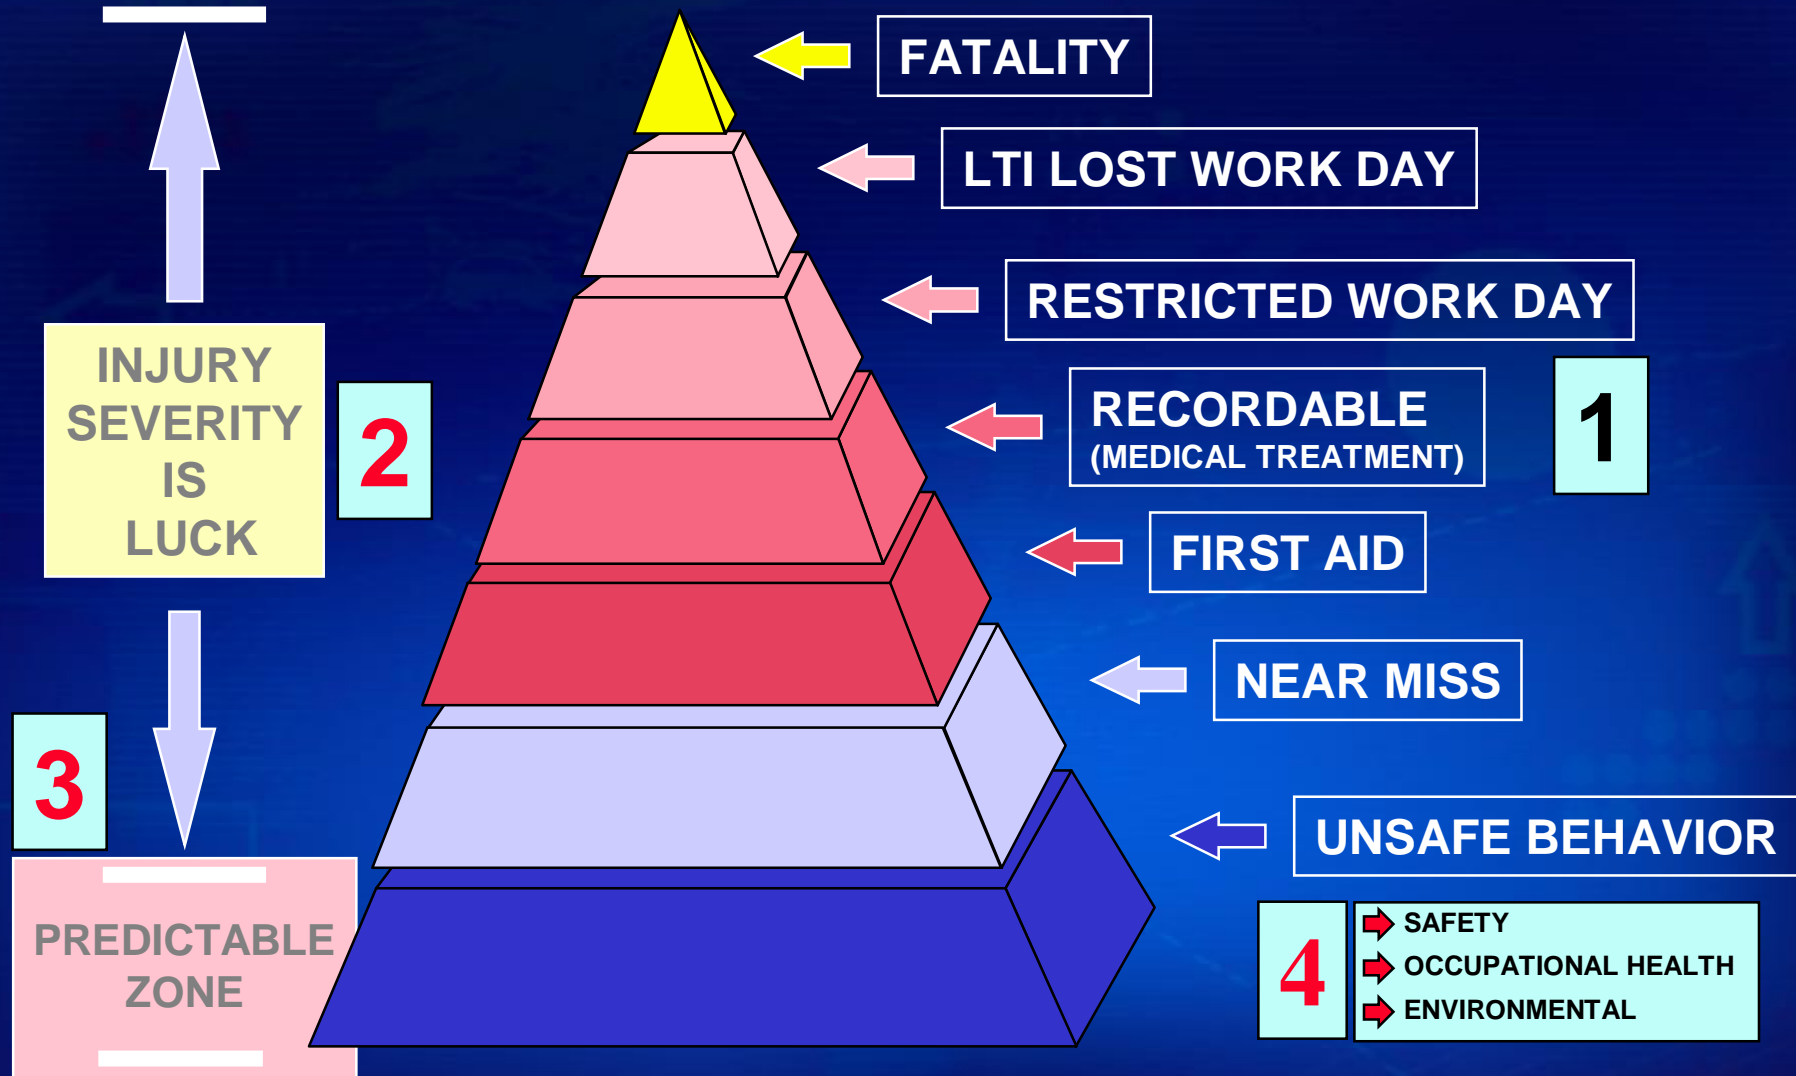 FATALITY
LTI LOST WORK DAY
RESTRICTED WORK DAY
INJURY
SEVERITY
IS
LUCK
2
RECORDABLE
(MEDICAL TREATMENT)
1
FIRST AID
NEAR MISS
3
UNSAFE BEHAVIOR
PREDICTABLE
ZONE
4
SAFETY
OCCUPATIONAL HEALTH
ENVIRONMENTAL